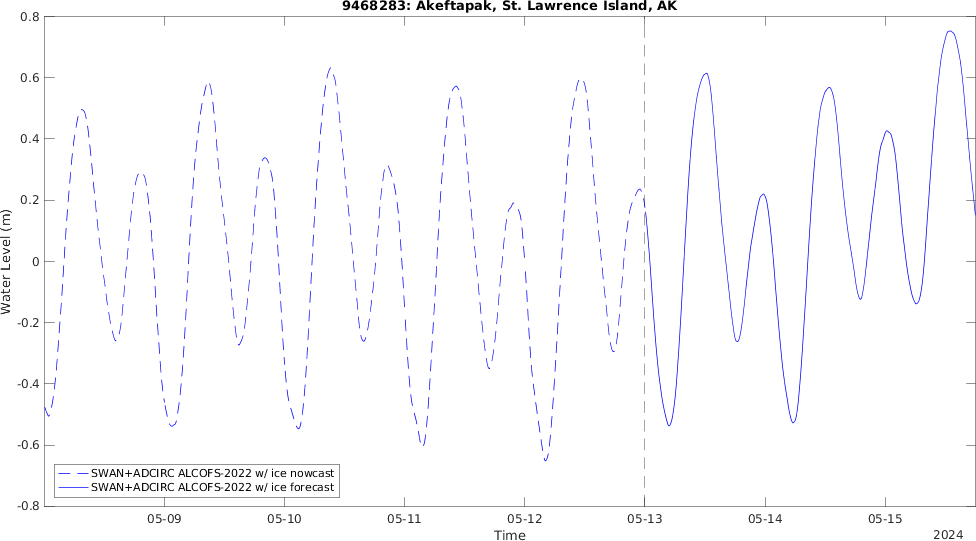 9468283: Akeftapak, St. Lawrence Island, AK
0.8
0.6
0.4
0.2
0
-0.2
-0.4
-0.6
-0.8
Water Level (m)
SWAN+ADCIRC ALCOFS-2022 w/ ice nowcast
SWAN+ADCIRC ALCOFS-2022 w/ ice forecast
05-09 05-10 05-11 05-12 05-13 05-14 05-15
Time
2024